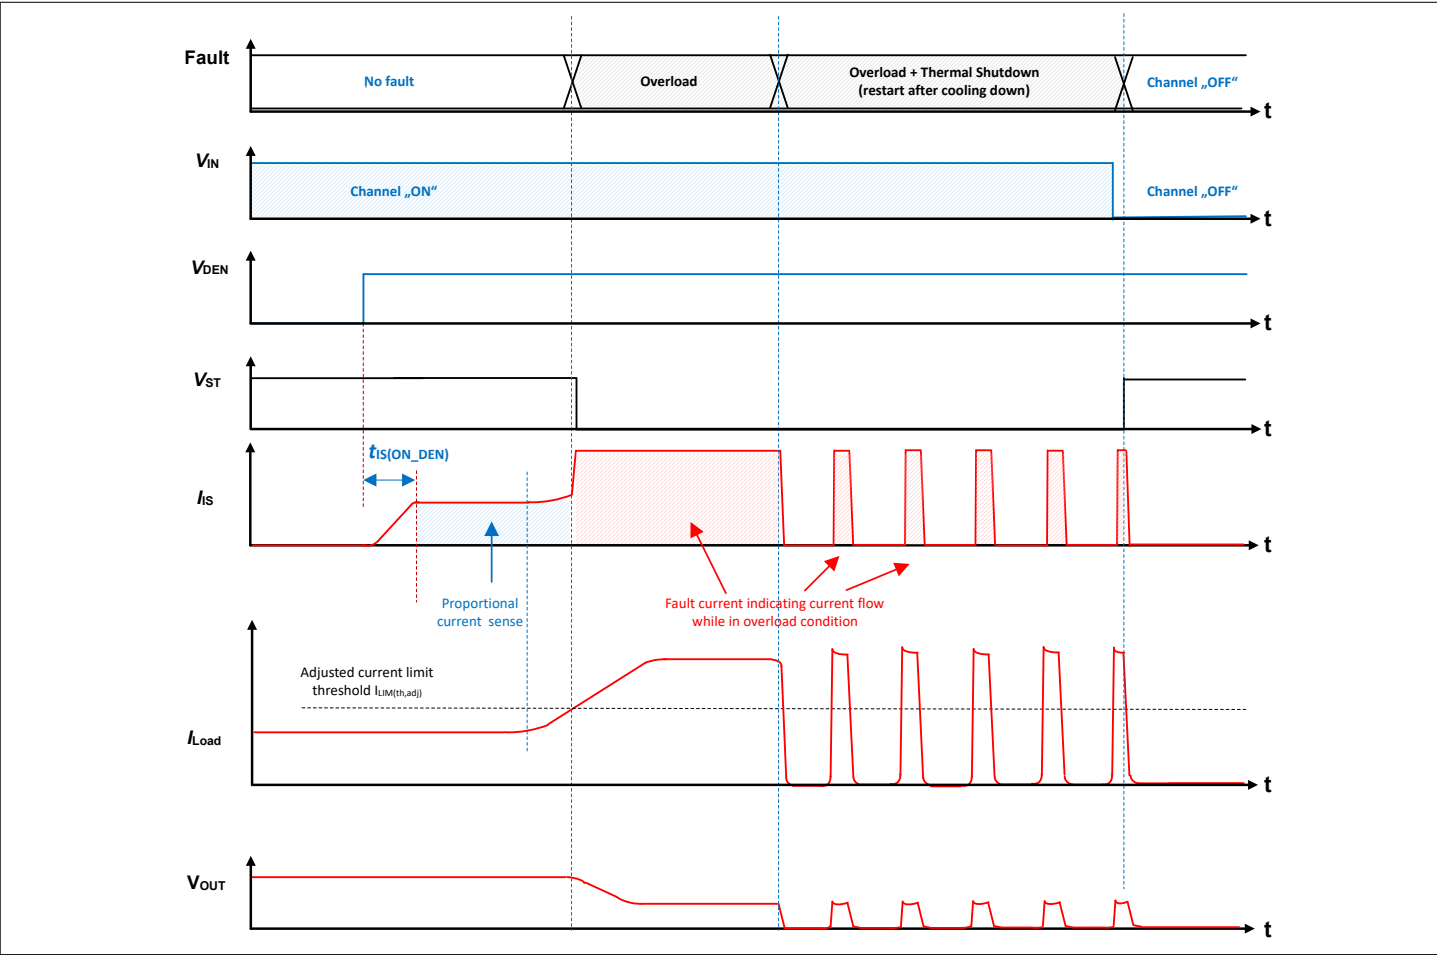 Fault
No fault
Overload
Overload + Thermal Shutdown
(restart after cooling down)
Channel „OFF“
t
VIN
Channel „ON“
Channel „OFF“
t
VDEN
t
VST
t
tIS(ON_DEN)
IIS
t
Proportional
current sense
Fault current indicating current flow
while in overload condition
Adjusted current limit
threshold ILIM(th,adj)
ILoad
t
VOUT
t